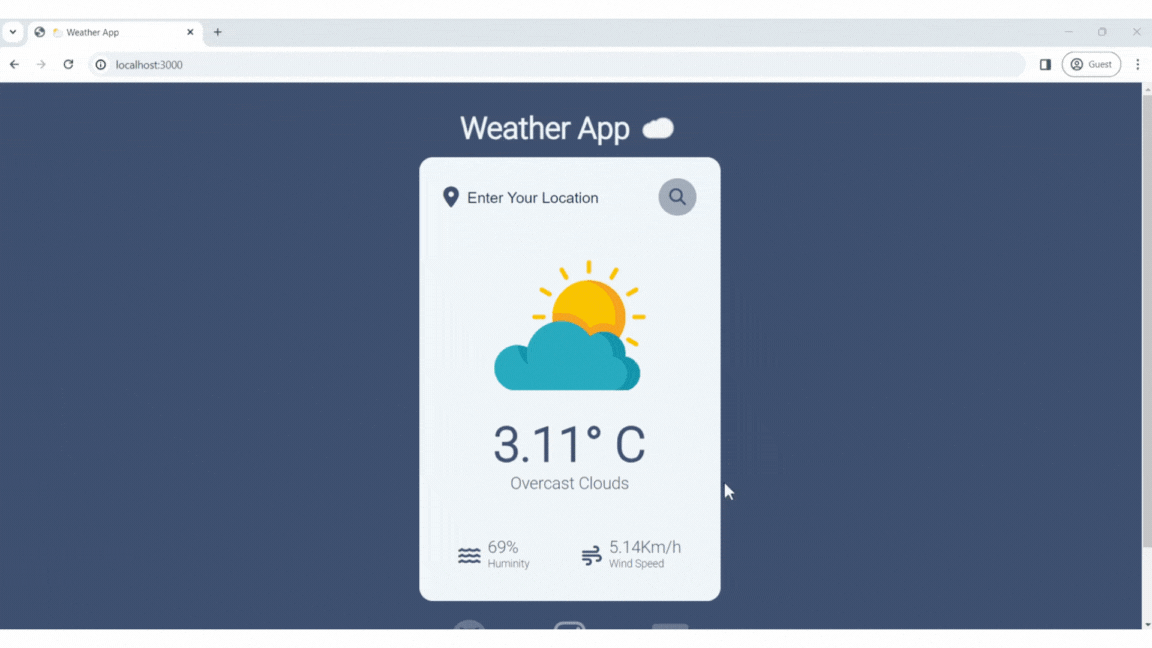 Weather App
localhost:3000
Guest
Weather App
Enter Your Location
3.11° C
Overcast Clouds
69%
Huminity
5.14Km/h
Wind Speed